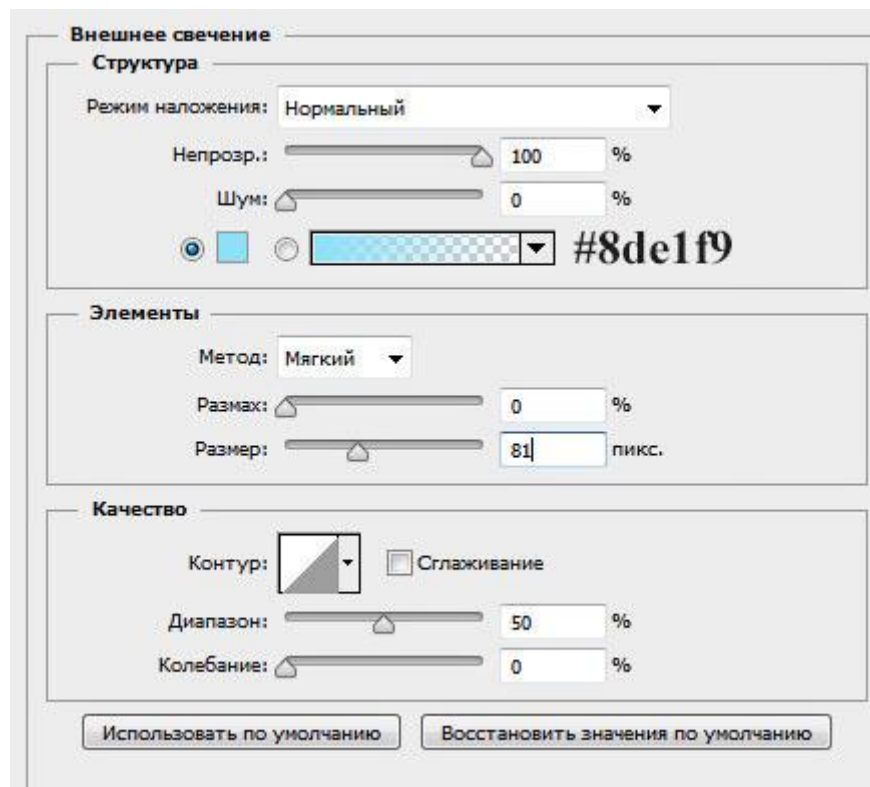 Внешнее свечение
Структура
Режим наложения: Нормальный
Непрозр.: 100 %
Шум: 0 %
#8de1f9
Элементы
Метод: Мягкий
Размах: 0 %
Размер: 81 пикс.
Качество
Контур: Сглаживание
Диапазон: 50 %
Колебание: 0 %
Использовать по умолчанию Восстановить значения по умолчанию